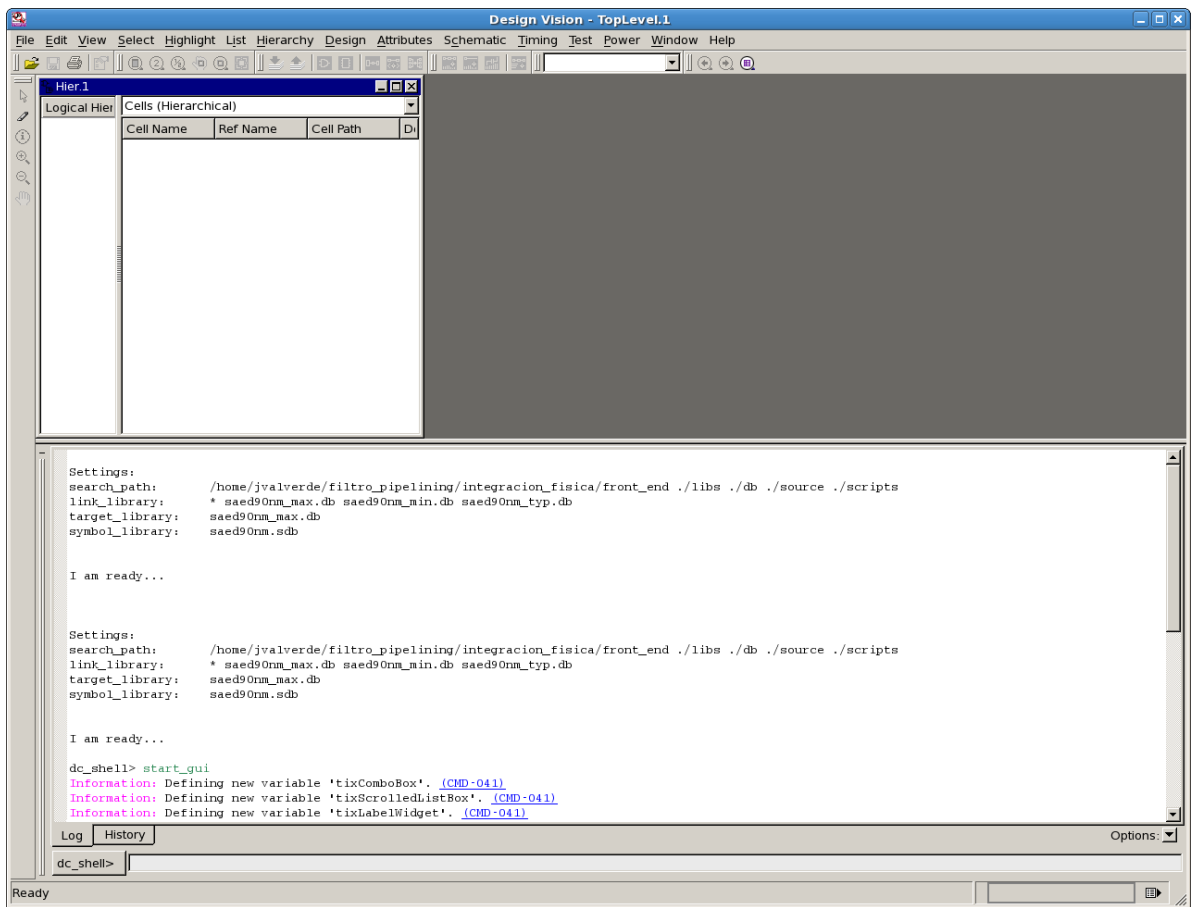 Design Vision - TopLevel.1
File Edit View Select Highlight List Hierarchy Design Attributes Schematic Timing Test Power Window Help
Hier.1
Logical Hier Cells (Hierarchical)
Cell Name Ref Name Cell Path
Settings:
search_path: /home/jvalverde/filtro_pipelining/integracion_fisica/front_end ./libs ./db ./source ./scripts
link_library: * saed90nm_max.db saed90nm_min.db saed90nm_typ.db
target_library: saed90nm_max.db
symbol_library: saed90nm.sdb
I am ready...
Settings:
search_path: /home/jvalverde/filtro_pipelining/integracion_fisica/front_end ./libs ./db ./source ./scripts
link_library: * saed90nm_max.db saed90nm_min.db saed90nm_typ.db
target_library: saed90nm_max.db
symbol_library: saed90nm.sdb
I am ready...
dc_shell> start_gui
Information: Defining new variable 'tixComboBox'. (CMD-041)
Information: Defining new variable 'tixScrolledListBox'. (CMD-041)
Information: Defining new variable 'tixLabelWidget'. (CMD-041)
Log History Options:
dc_shell>
Ready